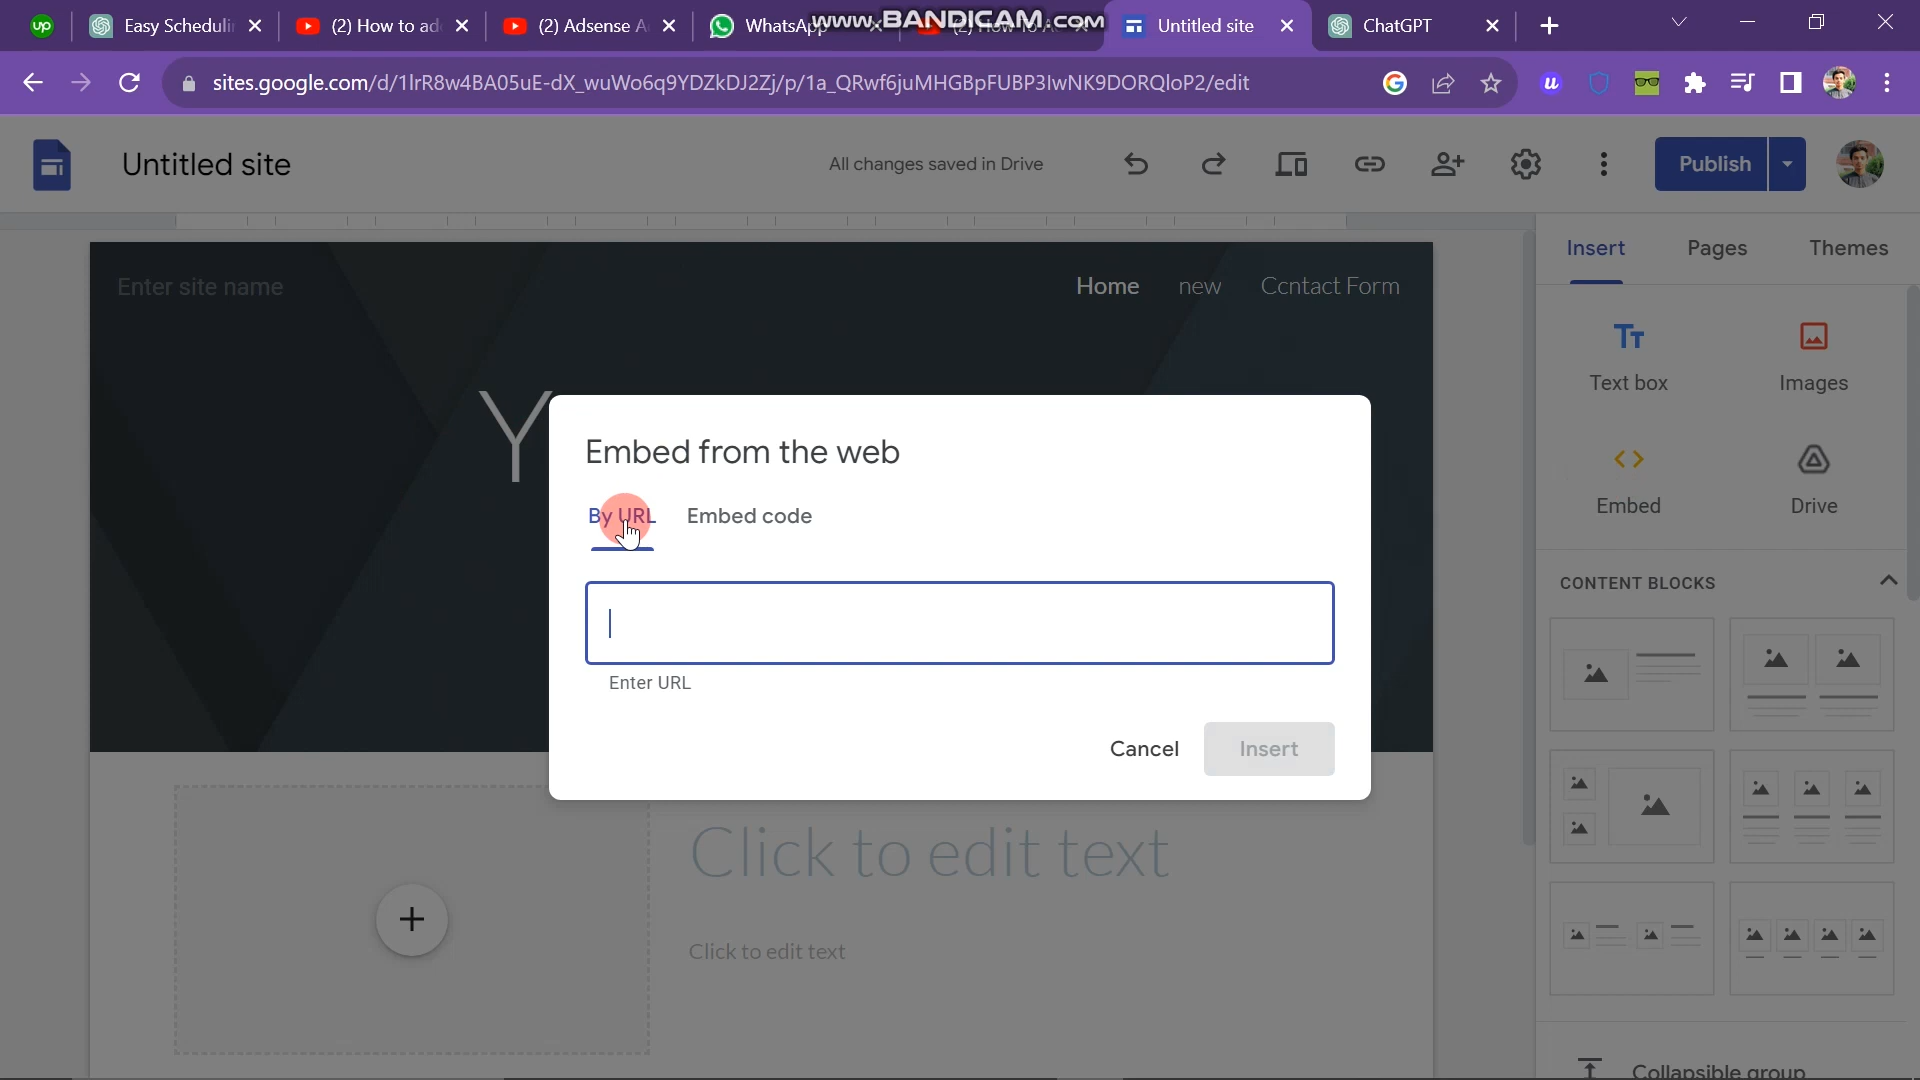 up
Easy Schedulin
(2) How to ad
(2) Adsense A
WhatsApp
www.BANDICAM.com
Untitled site
ChatGPT
sites.google.com/d/1lrR8w4BA05uE-dX_wuWo6q9YDZkDJ2Zj/p/1a_QRwf6juMHGBpFUBP3IwNK9DORQloP2/edit
Untitled site
All changes saved in Drive
Publish
Insert
Pages
Themes
Enter site name
Home
new
Ccntact Form
Text box
Images
Embed
Drive
Y
Embed from the web
By URL
Embed code
Enter URL
Cancel
Insert
CONTENT BLOCKS
Click to edit text
Click to edit text
Collapsible group